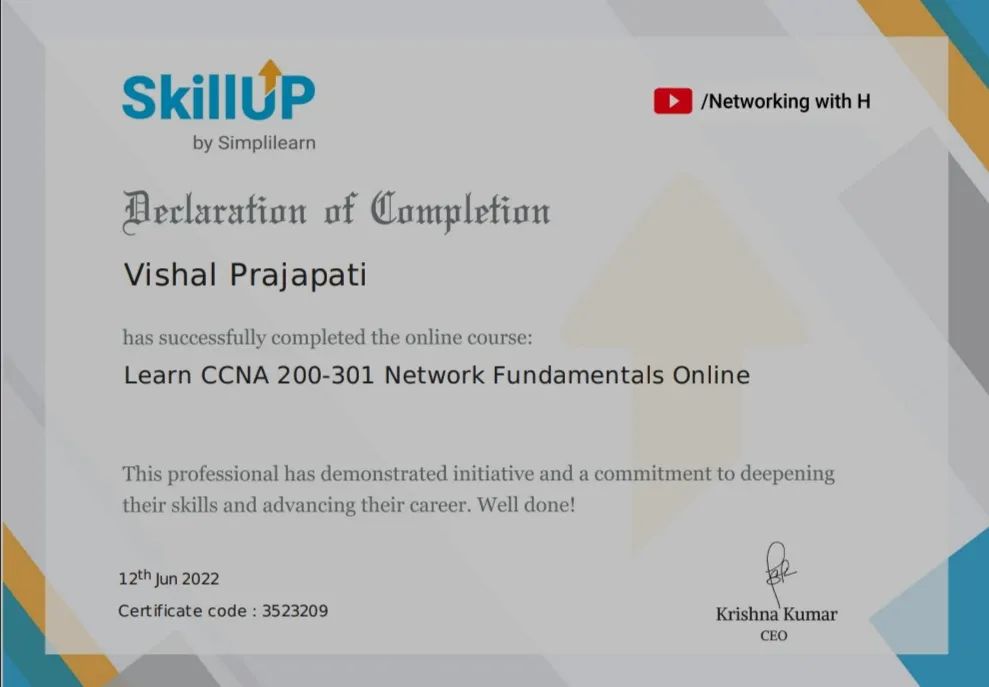 SkillUP
by Simplilearn
/Networking with H
Declaration of Completion
Vishal Prajapati
has successfully completed the online course:
Learn CCNA 200-301 Network Fundamentals Online
This professional has demonstrated initiative and a commitment to deepening
their skills and advancing their career. Well done!
12th Jun 2022
Certificate code : 3523209
Krishna Kumar
CEO